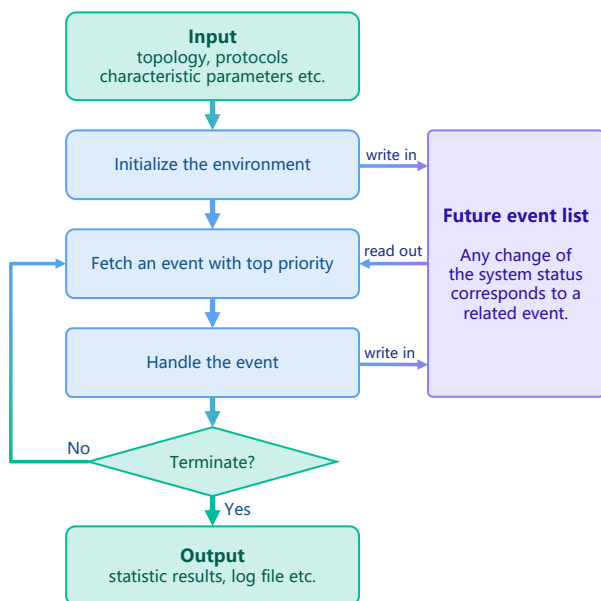 Input
topology, protocols
characteristic parameters etc.
Initialize the environment
write in
Future event list
Any change of
the system status
corresponds to a
related event.
Fetch an event with top priority
read out
Handle the event
write in
No
Terminate?
Yes
Output
statistic results, log file etc.